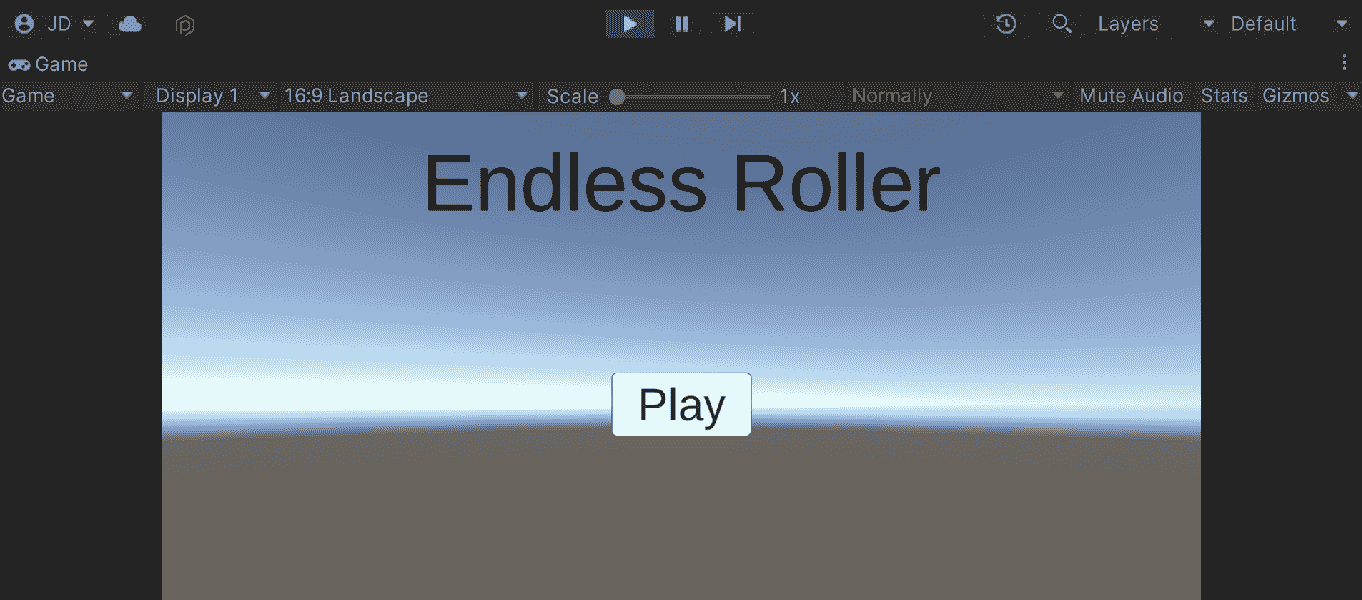 JD Layers Default
Game
Game Display 1 16:9 Landscape Scale 1x Normally Mute Audio Stats Gizmos
Endless Roller
Play